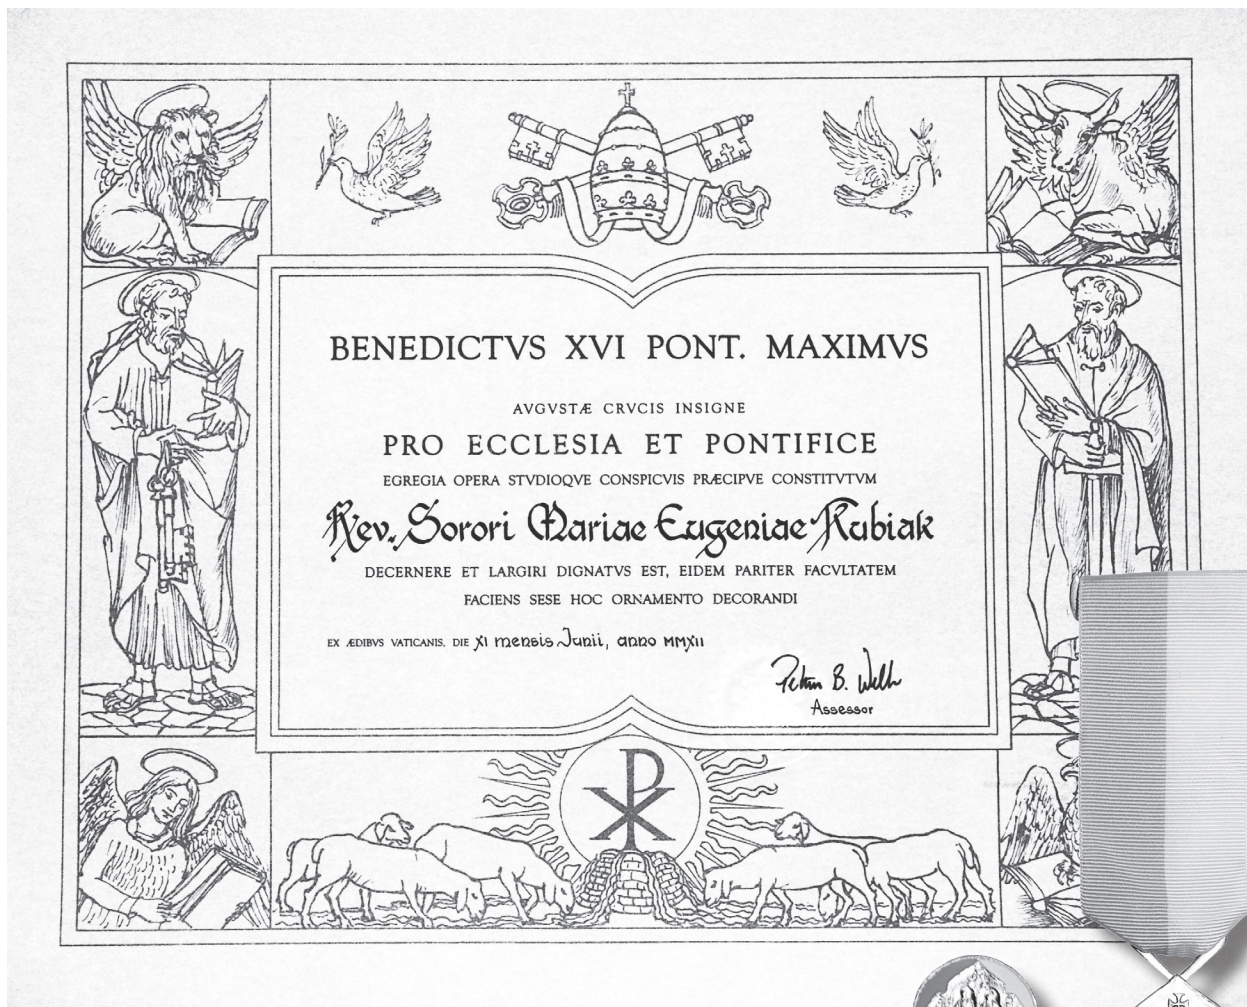 BENEDICTVS XVI PONT. MAXIMVS
AVGVSTÆ CRVCIS INSIGNE
PRO ECCLESIA ET PONTIFICE
EGREGIA OPERA STVDIOQVE CONSPICVIS PRÆCIPVE CONSTITVTVM
Rev. Sorori Mariae Eugeniae Kubiak
DECERNERE ET LARGIRI DIGNATVS EST, EIDEM PARITER FACVLTATEM
FACIENS SESE HOC ORNAMENTO DECORANDI
EX ÆDIBVS VATICANIS, DIE XI mensis Junii, anno MMXII
B.
Assessor